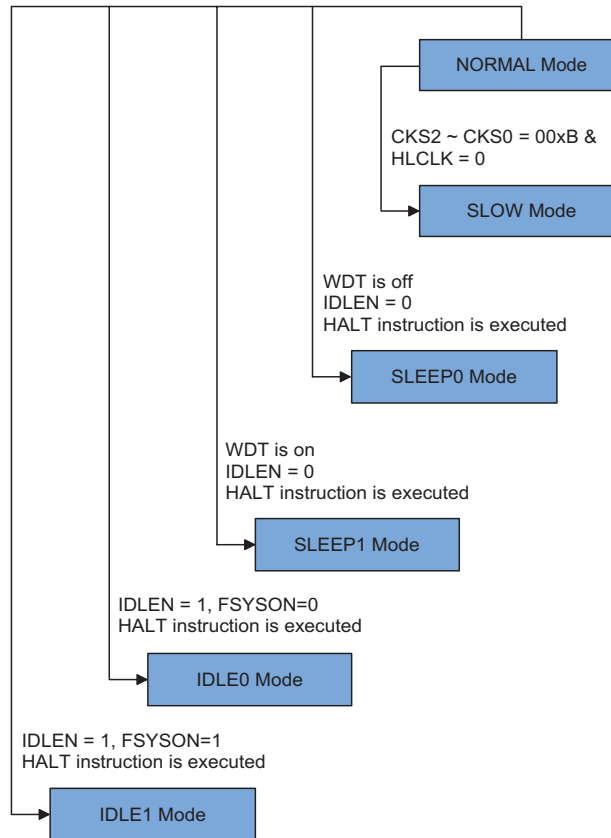 NORMAL Mode
CKS2 ~ CKS0 = 00xB &
HLCLK = 0
SLOW Mode
WDT is off
IDLEN = 0
HALT instruction is executed
SLEEP0 Mode
WDT is on
IDLEN = 0
HALT instruction is executed
SLEEP1 Mode
IDLEN = 1, FSYSON=0
HALT instruction is executed
IDLE0 Mode
IDLEN = 1, FSYSON=1
HALT instruction is executed
IDLE1 Mode